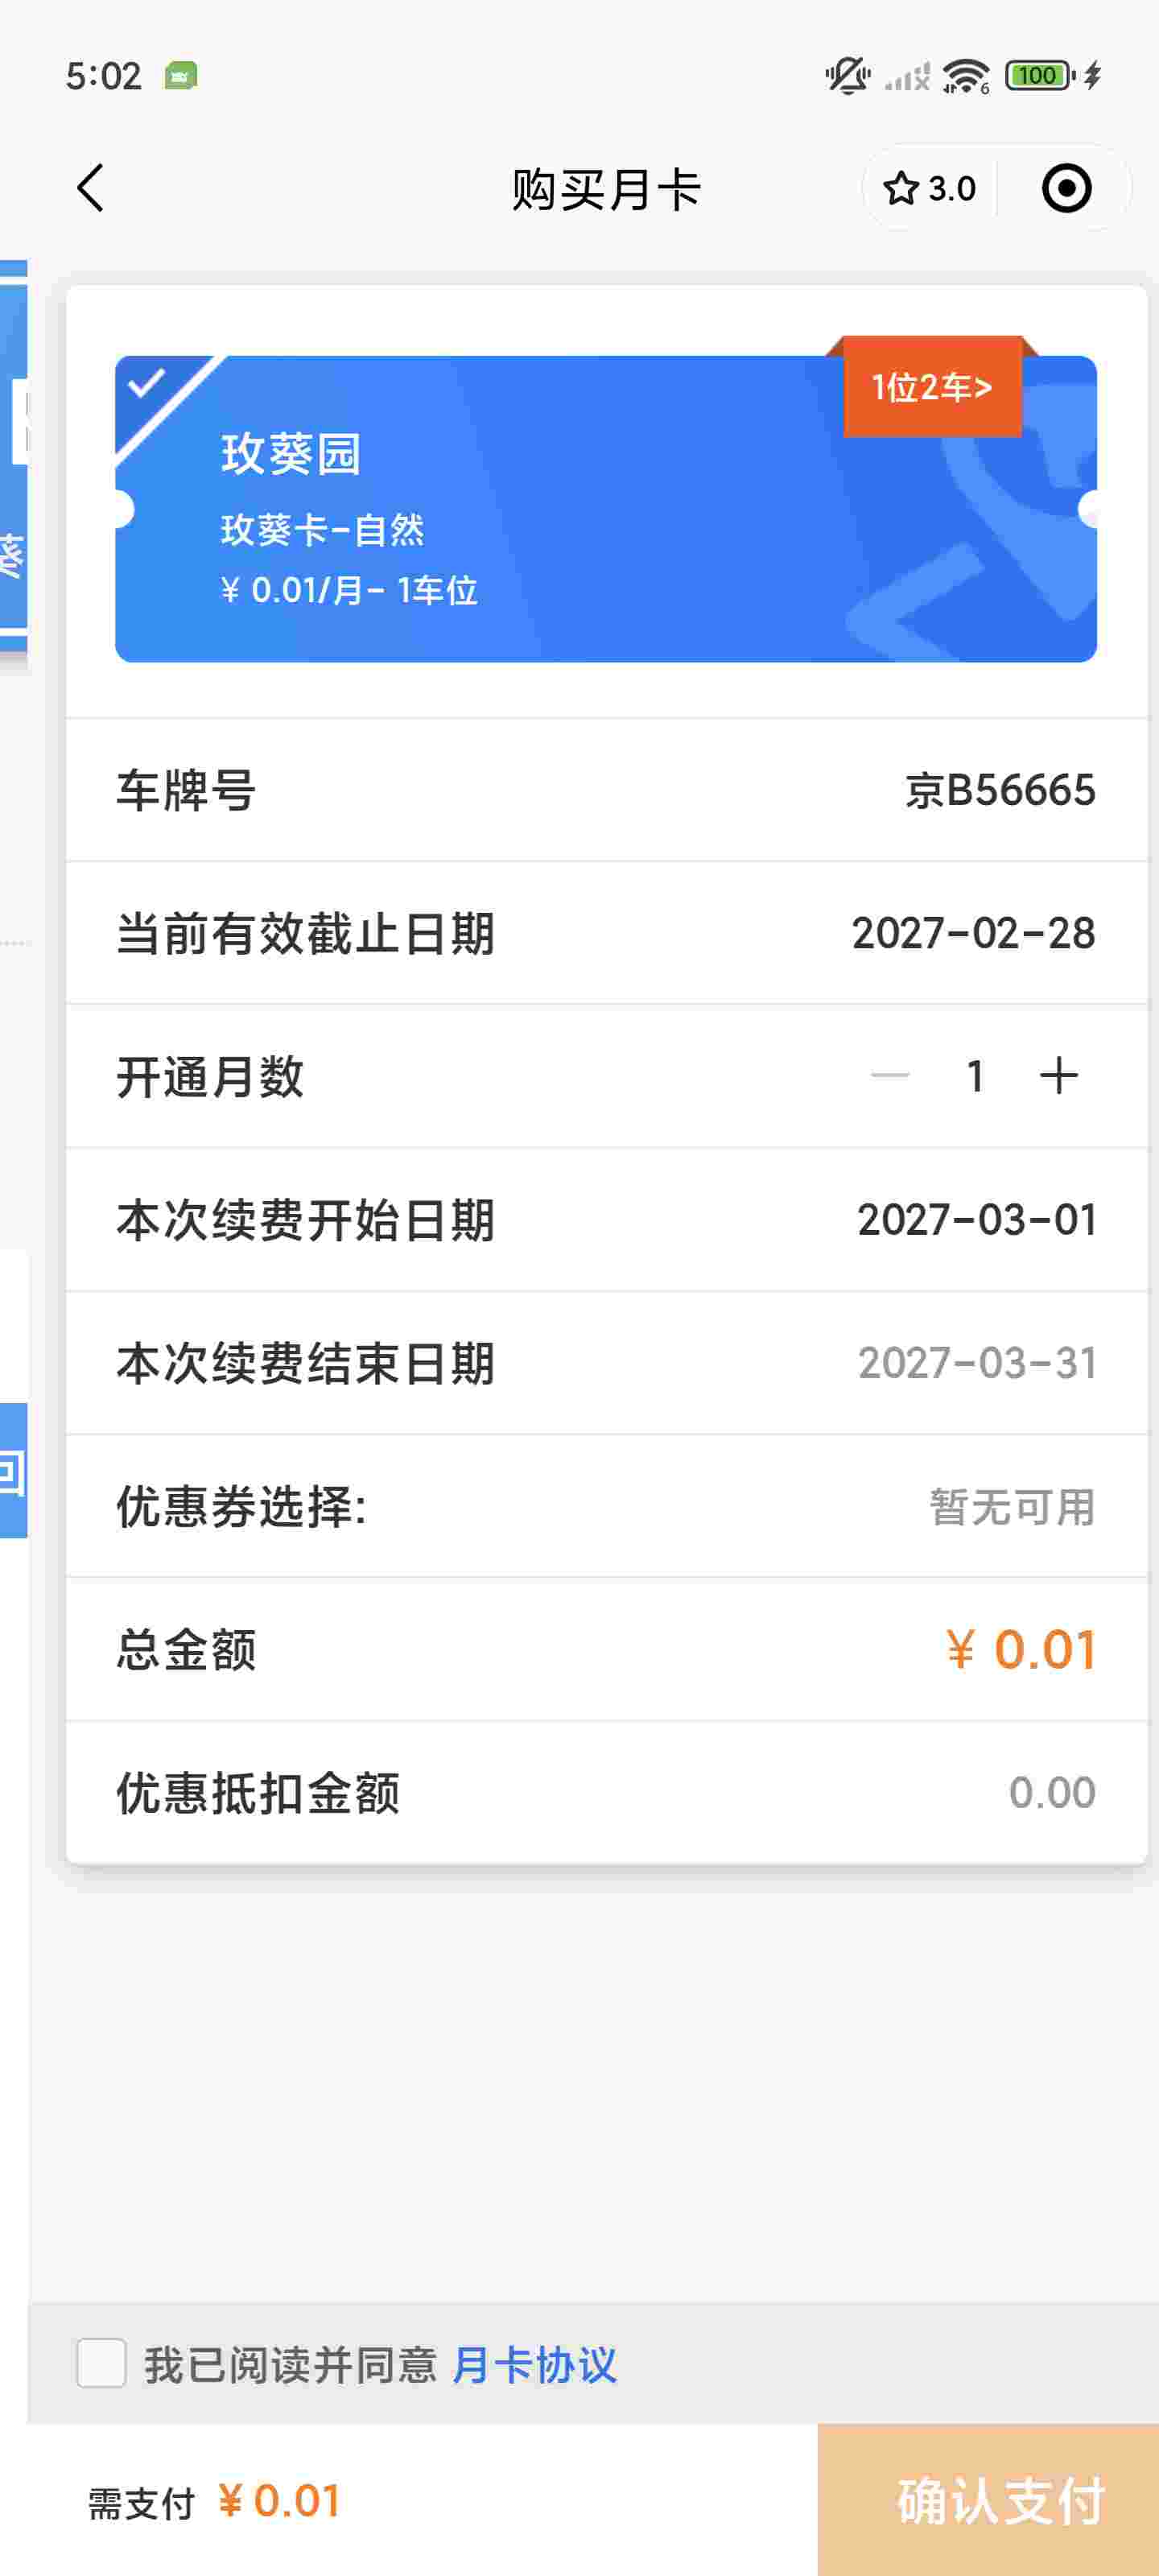 5:02
6
100
购买月卡
3.0
1位2车>
玫葵园
玫葵卡-自然
葵
¥ 0.01/月- 1车位
车牌号
京B56665
当前有效截止日期
2027-02-28
开通月数
— 1 +
本次续费开始日期
2027-03-01
本次续费结束日期
2027-03-31
回
优惠券选择:
暂无可用
总金额
¥ 0.01
优惠抵扣金额
0.00
我已阅读并同意 月卡协议
需支付 ¥ 0.01
确认支付